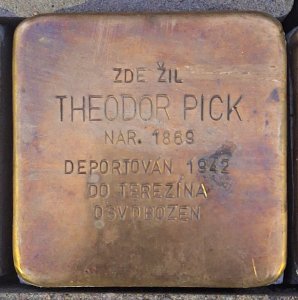 ZDE ŽIL
THEODOR PICK
NAR. 1869
DEPORTOVÁN 1942
DO TEREZÍNA
OSVOBOZEN